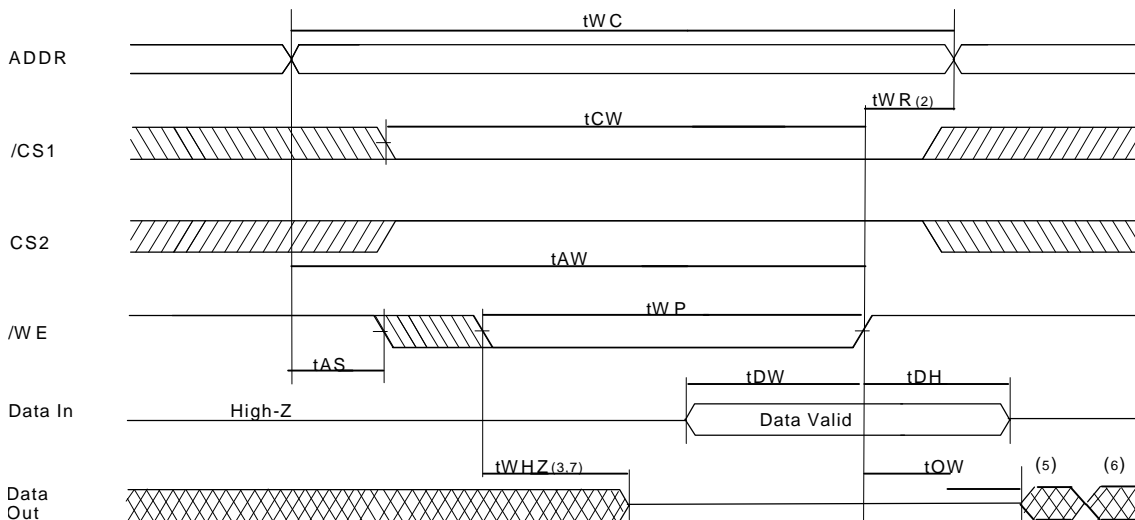 tWC
ADDR
tWR (2)
tCW
/CS1
CS2
tAW
tWP
/WE
tAS
tDW tDH
Data In High-Z Data Valid
tWHZ (3,7) tOW (5) (6)
Data
Out